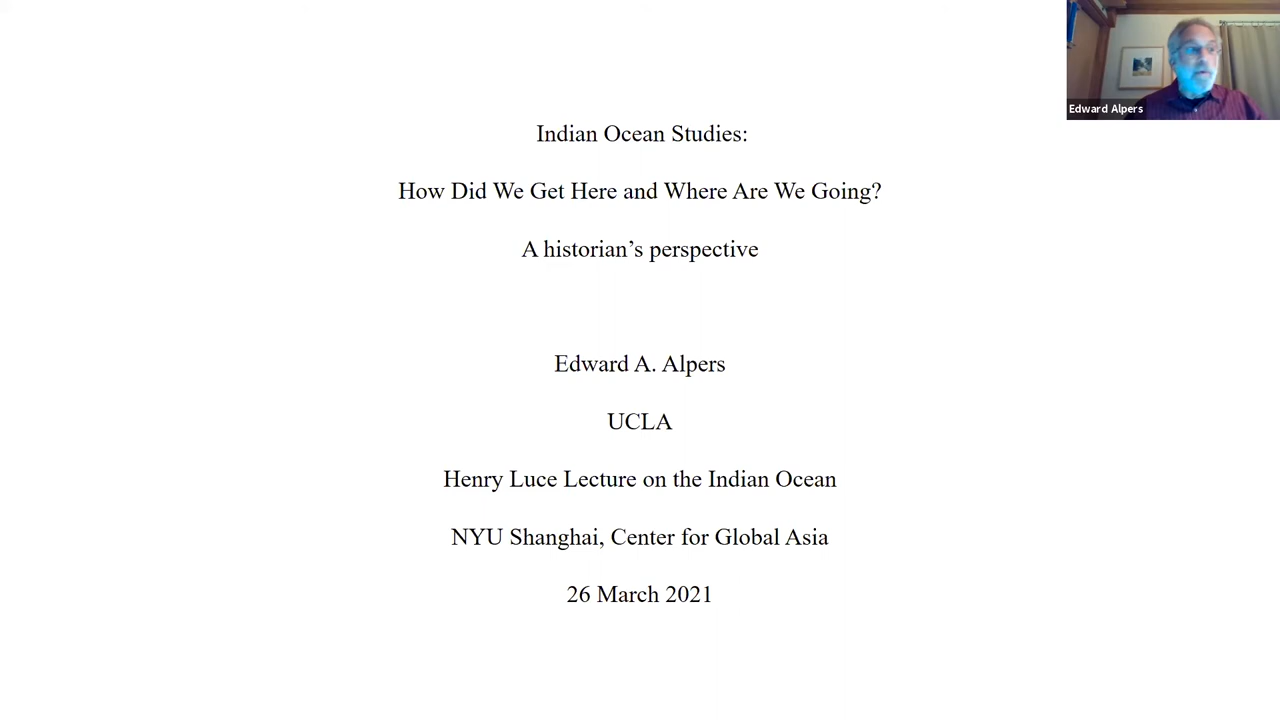 Edward Alpers
Indian Ocean Studies:
How Did We Get Here and Where Are We Going?
A historian’s perspective
Edward A. Alpers
UCLA
Henry Luce Lecture on the Indian Ocean
NYU Shanghai, Center for Global Asia
26 March 2021